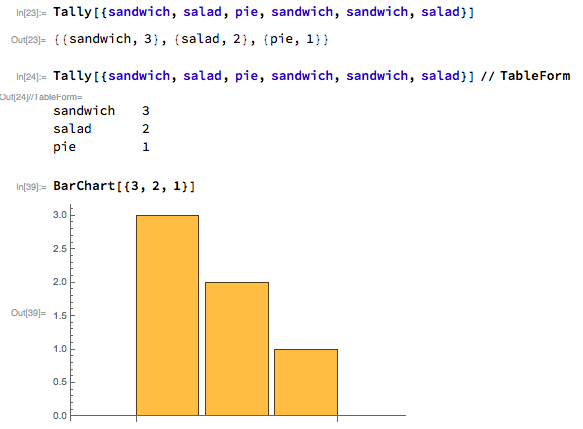 In[23]:= Tally[{sandwich, salad, pie, sandwich, sandwich, salad}]
Out[23]= {{sandwich, 3}, {salad, 2}, {pie, 1}}
In[24]:= Tally[{sandwich, salad, pie, sandwich, sandwich, salad}] // TableForm
Out[24]//TableForm=
sandwich 3
salad 2
pie 1
In[39]:= BarChart[{3, 2, 1}]
3.0
2.5
2.0
Out[39]= 1.5
1.0
0.5
0.0